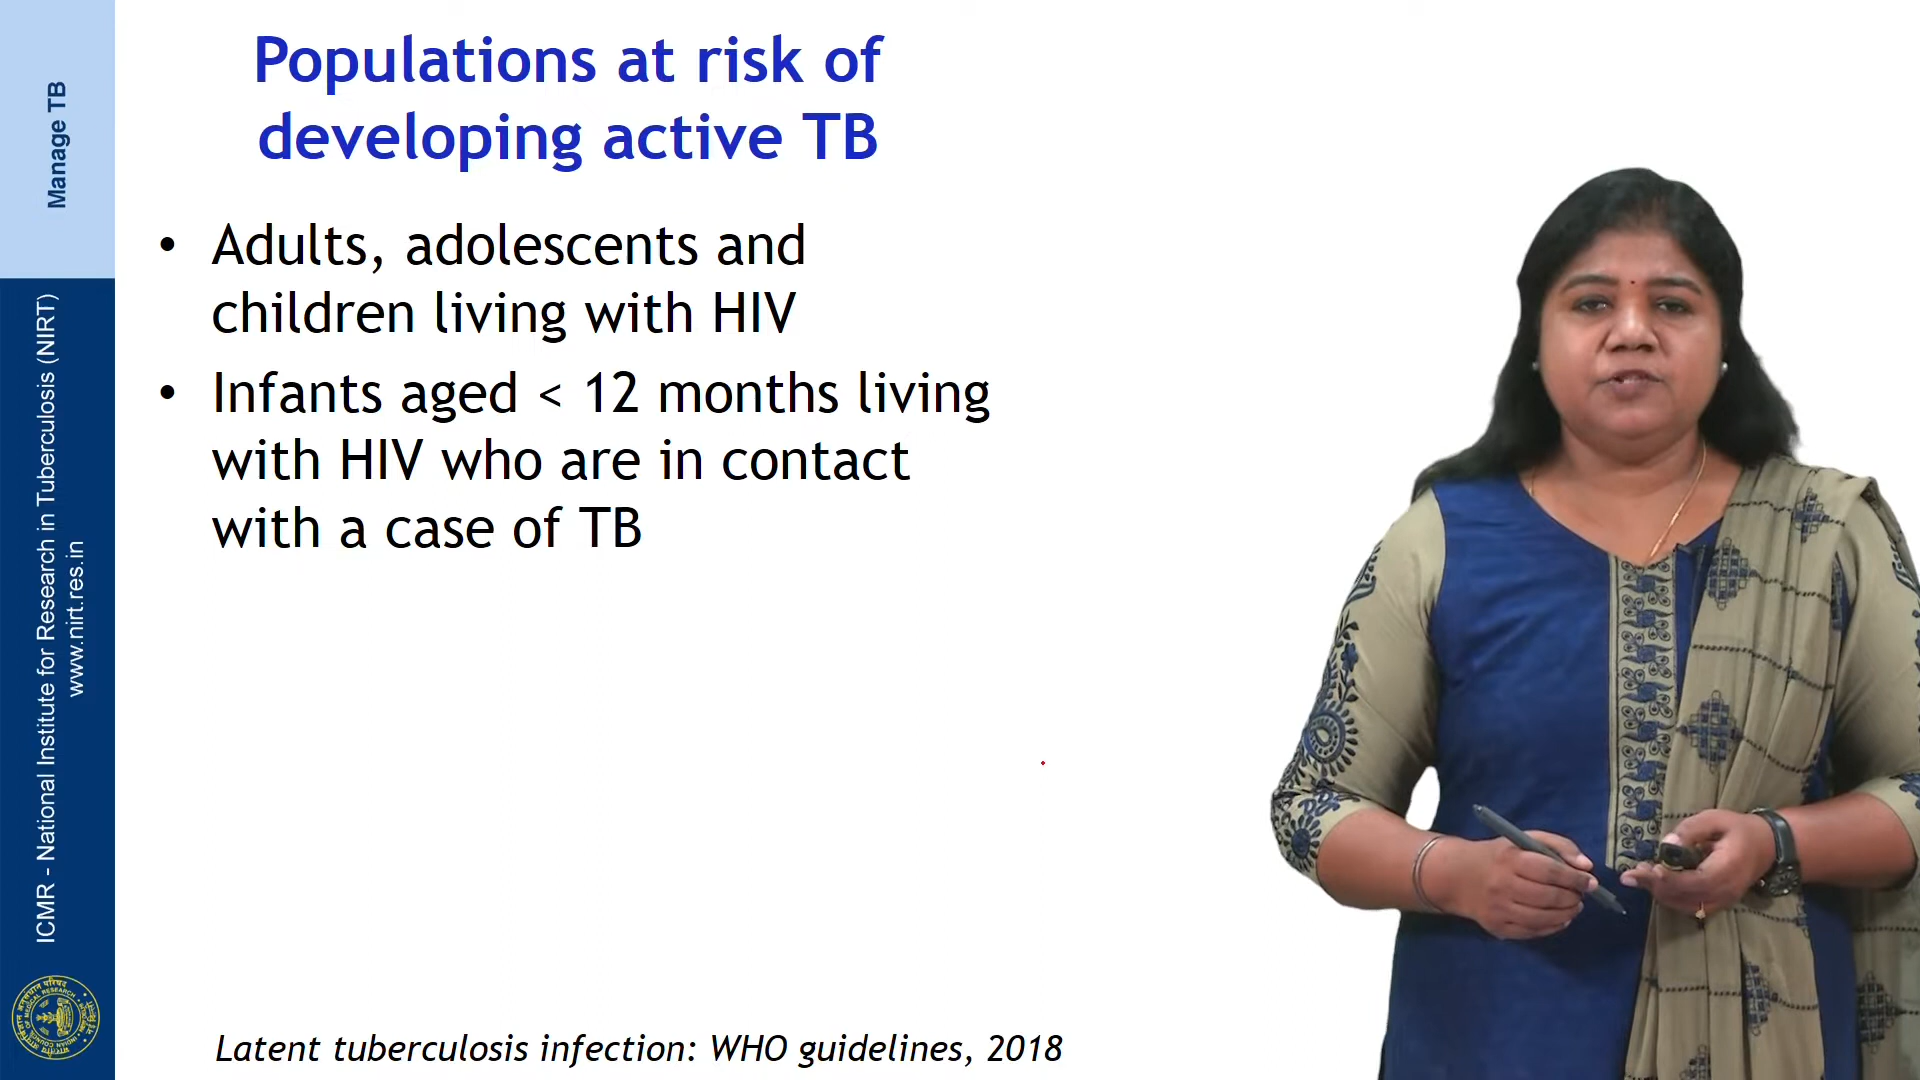 Manage TB
ICMR - National Institute for Research in Tuberculosis (NIRT)
www.nirt.res.in
Populations at risk of
developing active TB
• Adults, adolescents and
children living with HIV
• Infants aged < 12 months living
with HIV who are in contact
with a case of TB
Latent tuberculosis infection: WHO guidelines, 2018